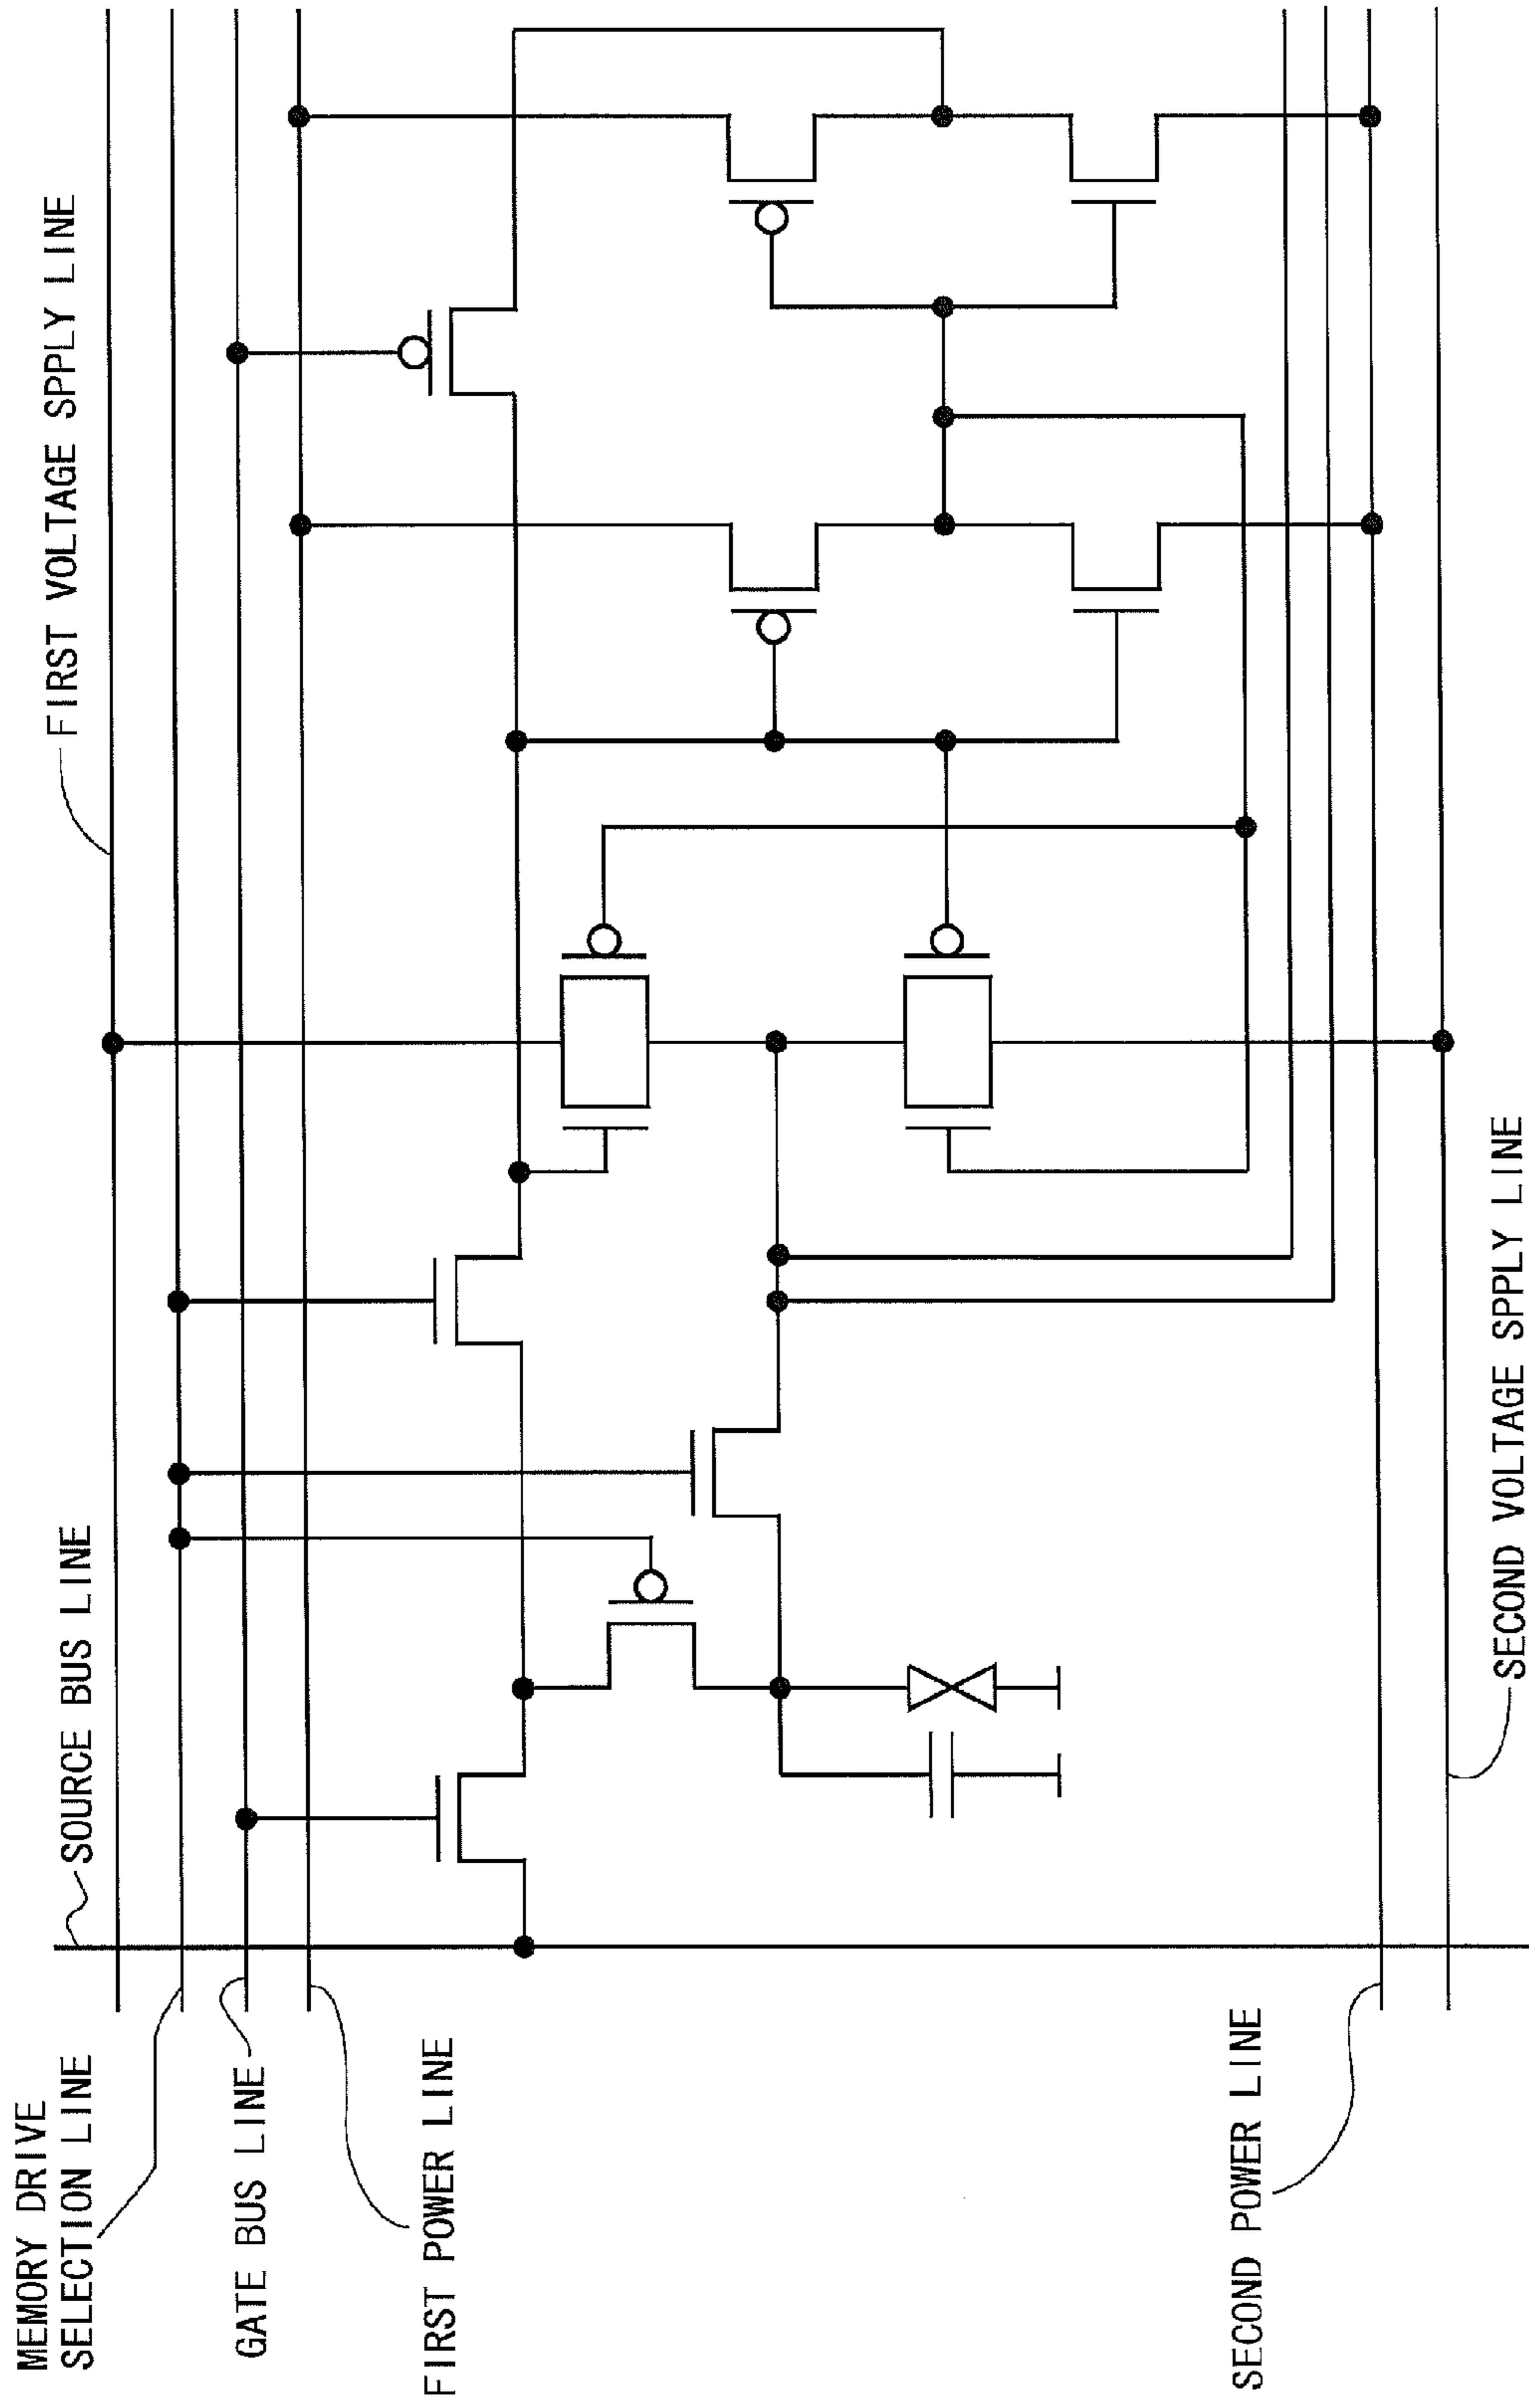 MEMORY DRIVE
SELECTION LINE
GATE BUS LINE
FIRST POWER LINE
SOURCE BUS LINE
FIRST VOLTAGE SPPLY LINE
SECOND POWER LINE
SECOND VOLTAGE SPPLY LINE